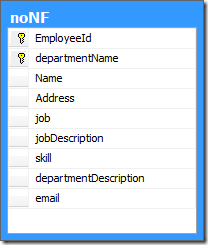 noNF
EmployeeId
departmentName
Name
Address
job
jobDescription
skill
departmentDescription
email